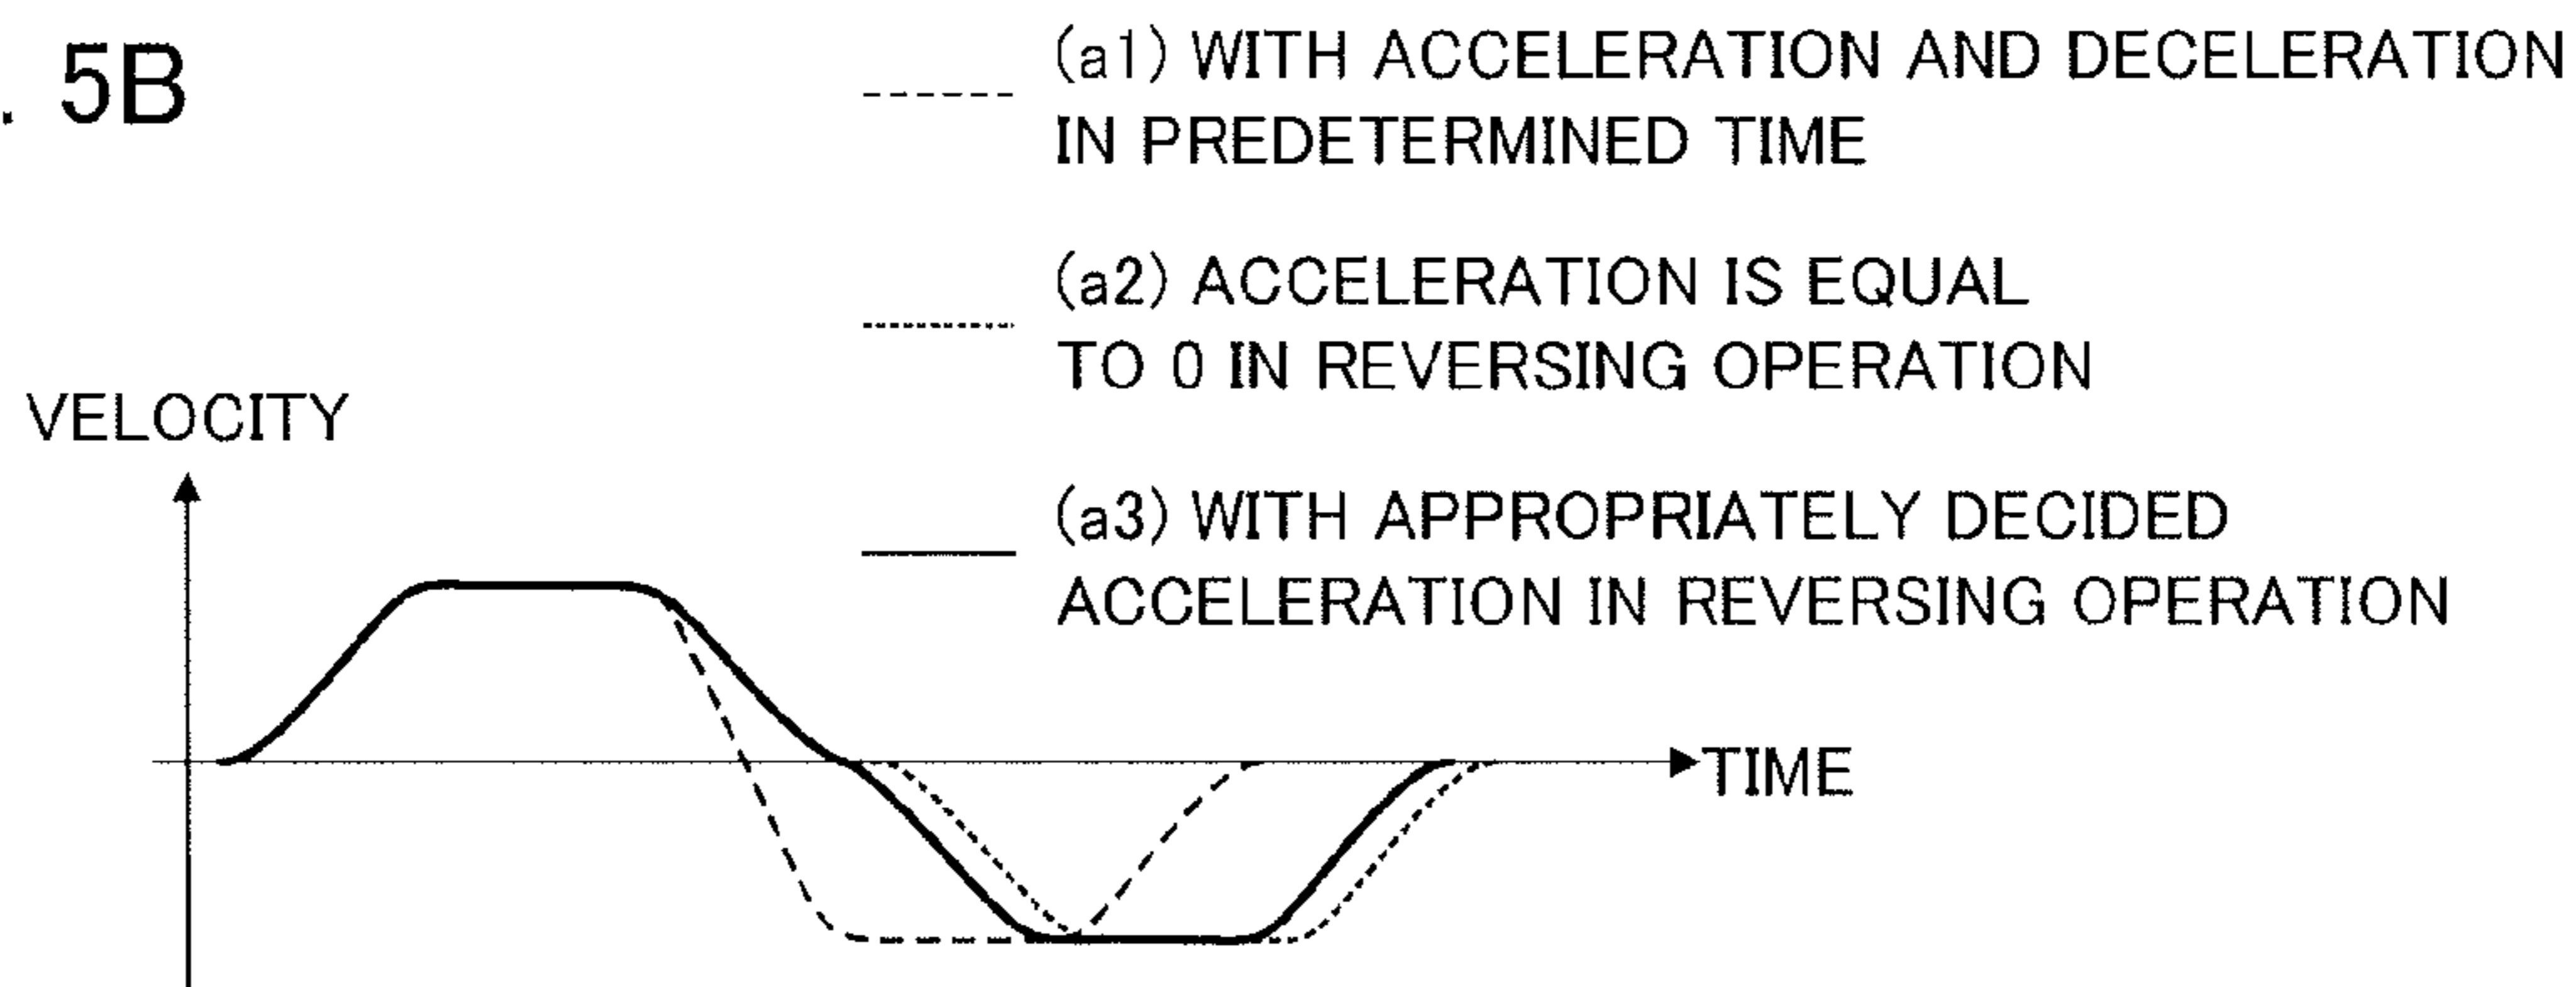 . 5B
(a1) WITH ACCELERATION AND DECELERATION
IN PREDETERMINED TIME
(a2) ACCELERATION IS EQUAL
TO 0 IN REVERSING OPERATION
VELOCITY
(a3) WITH APPROPRIATELY DECIDED
ACCELERATION IN REVERSING OPERATION
TIME